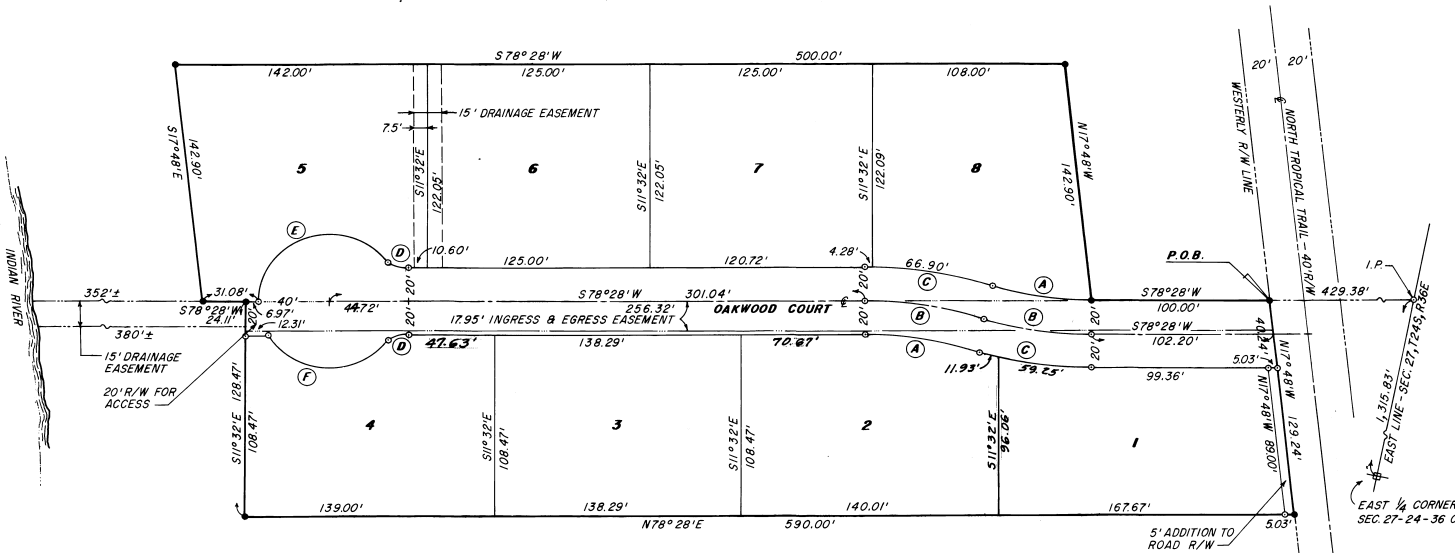 S 78° 28' W
500.00'
142.00'
125.00'
125.00'
108.00'
20'
20'
15' DRAINAGE EASEMENT
7.5'
WESTERLY R/W LINE
℄ NORTH TROPICAL TRAIL - 40' R/W
S17°48'E
142.90'
5
6
7
8
S11°32'E
122.05'
S11°32'E
122.05'
S11°32'E
122.09'
N17°48'W
142.90'
INDIAN RIVER
E
D
10.60'
125.00'
120.72'
4.28'
66.90'
C
A
P.O.B.
I.P.
352'±
31.08'
40'
44.72'
20'
S78°28'W
301.04'
20'
S78°28'W
100.00'
429.38'
S78°28'W
24.11'
6.97'
20'
256.32'
OAKWOOD COURT
℄
B
B
20'
S78°28'W
102.20'
380'±
12.31'
17.95' INGRESS & EGRESS EASEMENT
20'
20'
20'
40.24'
15' DRAINAGE
EASEMENT
D
47.63'
138.29'
70.67'
A
C
11.93'
59.25'
99.36'
5.03'
20' R/W FOR
ACCESS
F
S11°32'E 128.47'
108.47'
4
S11°32'E
108.47'
3
S11°32'E
108.47'
2
S11°32'E
96.06'
1
N17°48'W 89.00'
N17°48'W 129.24'
1,315.83'
EAST LINE - SEC. 27, T24S, R36E
139.00'
138.29'
140.01'
167.67'
N78°28'E
590.00'
5' ADDITION TO
ROAD R/W
5.03'
EAST ¼ CORNER
SEC. 27-24-36